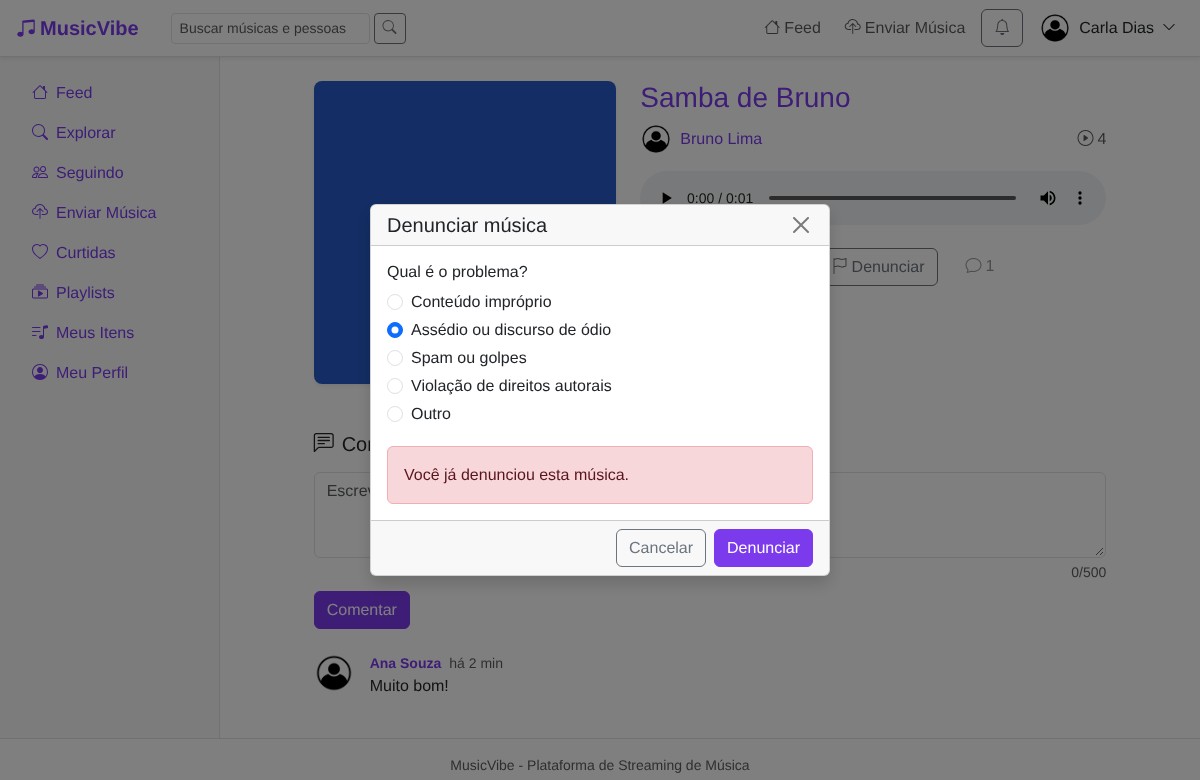 MusicVibe
Buscar músicas e pessoas
Feed
Enviar Música
Carla Dias
Feed
Explorar
Seguindo
Enviar Música
Curtidas
Playlists
Meus Itens
Meu Perfil
Samba de Bruno
Bruno Lima
4
0:00 / 0:01
Denunciar
1
Denunciar música
Qual é o problema?
Conteúdo impróprio
Assédio ou discurso de ódio
Spam ou golpes
Violação de direitos autorais
Outro
Você já denunciou esta música.
Cancelar
Denunciar
0/500
Comentar
Ana Souza há 2 min
Muito bom!
MusicVibe - Plataforma de Streaming de Música